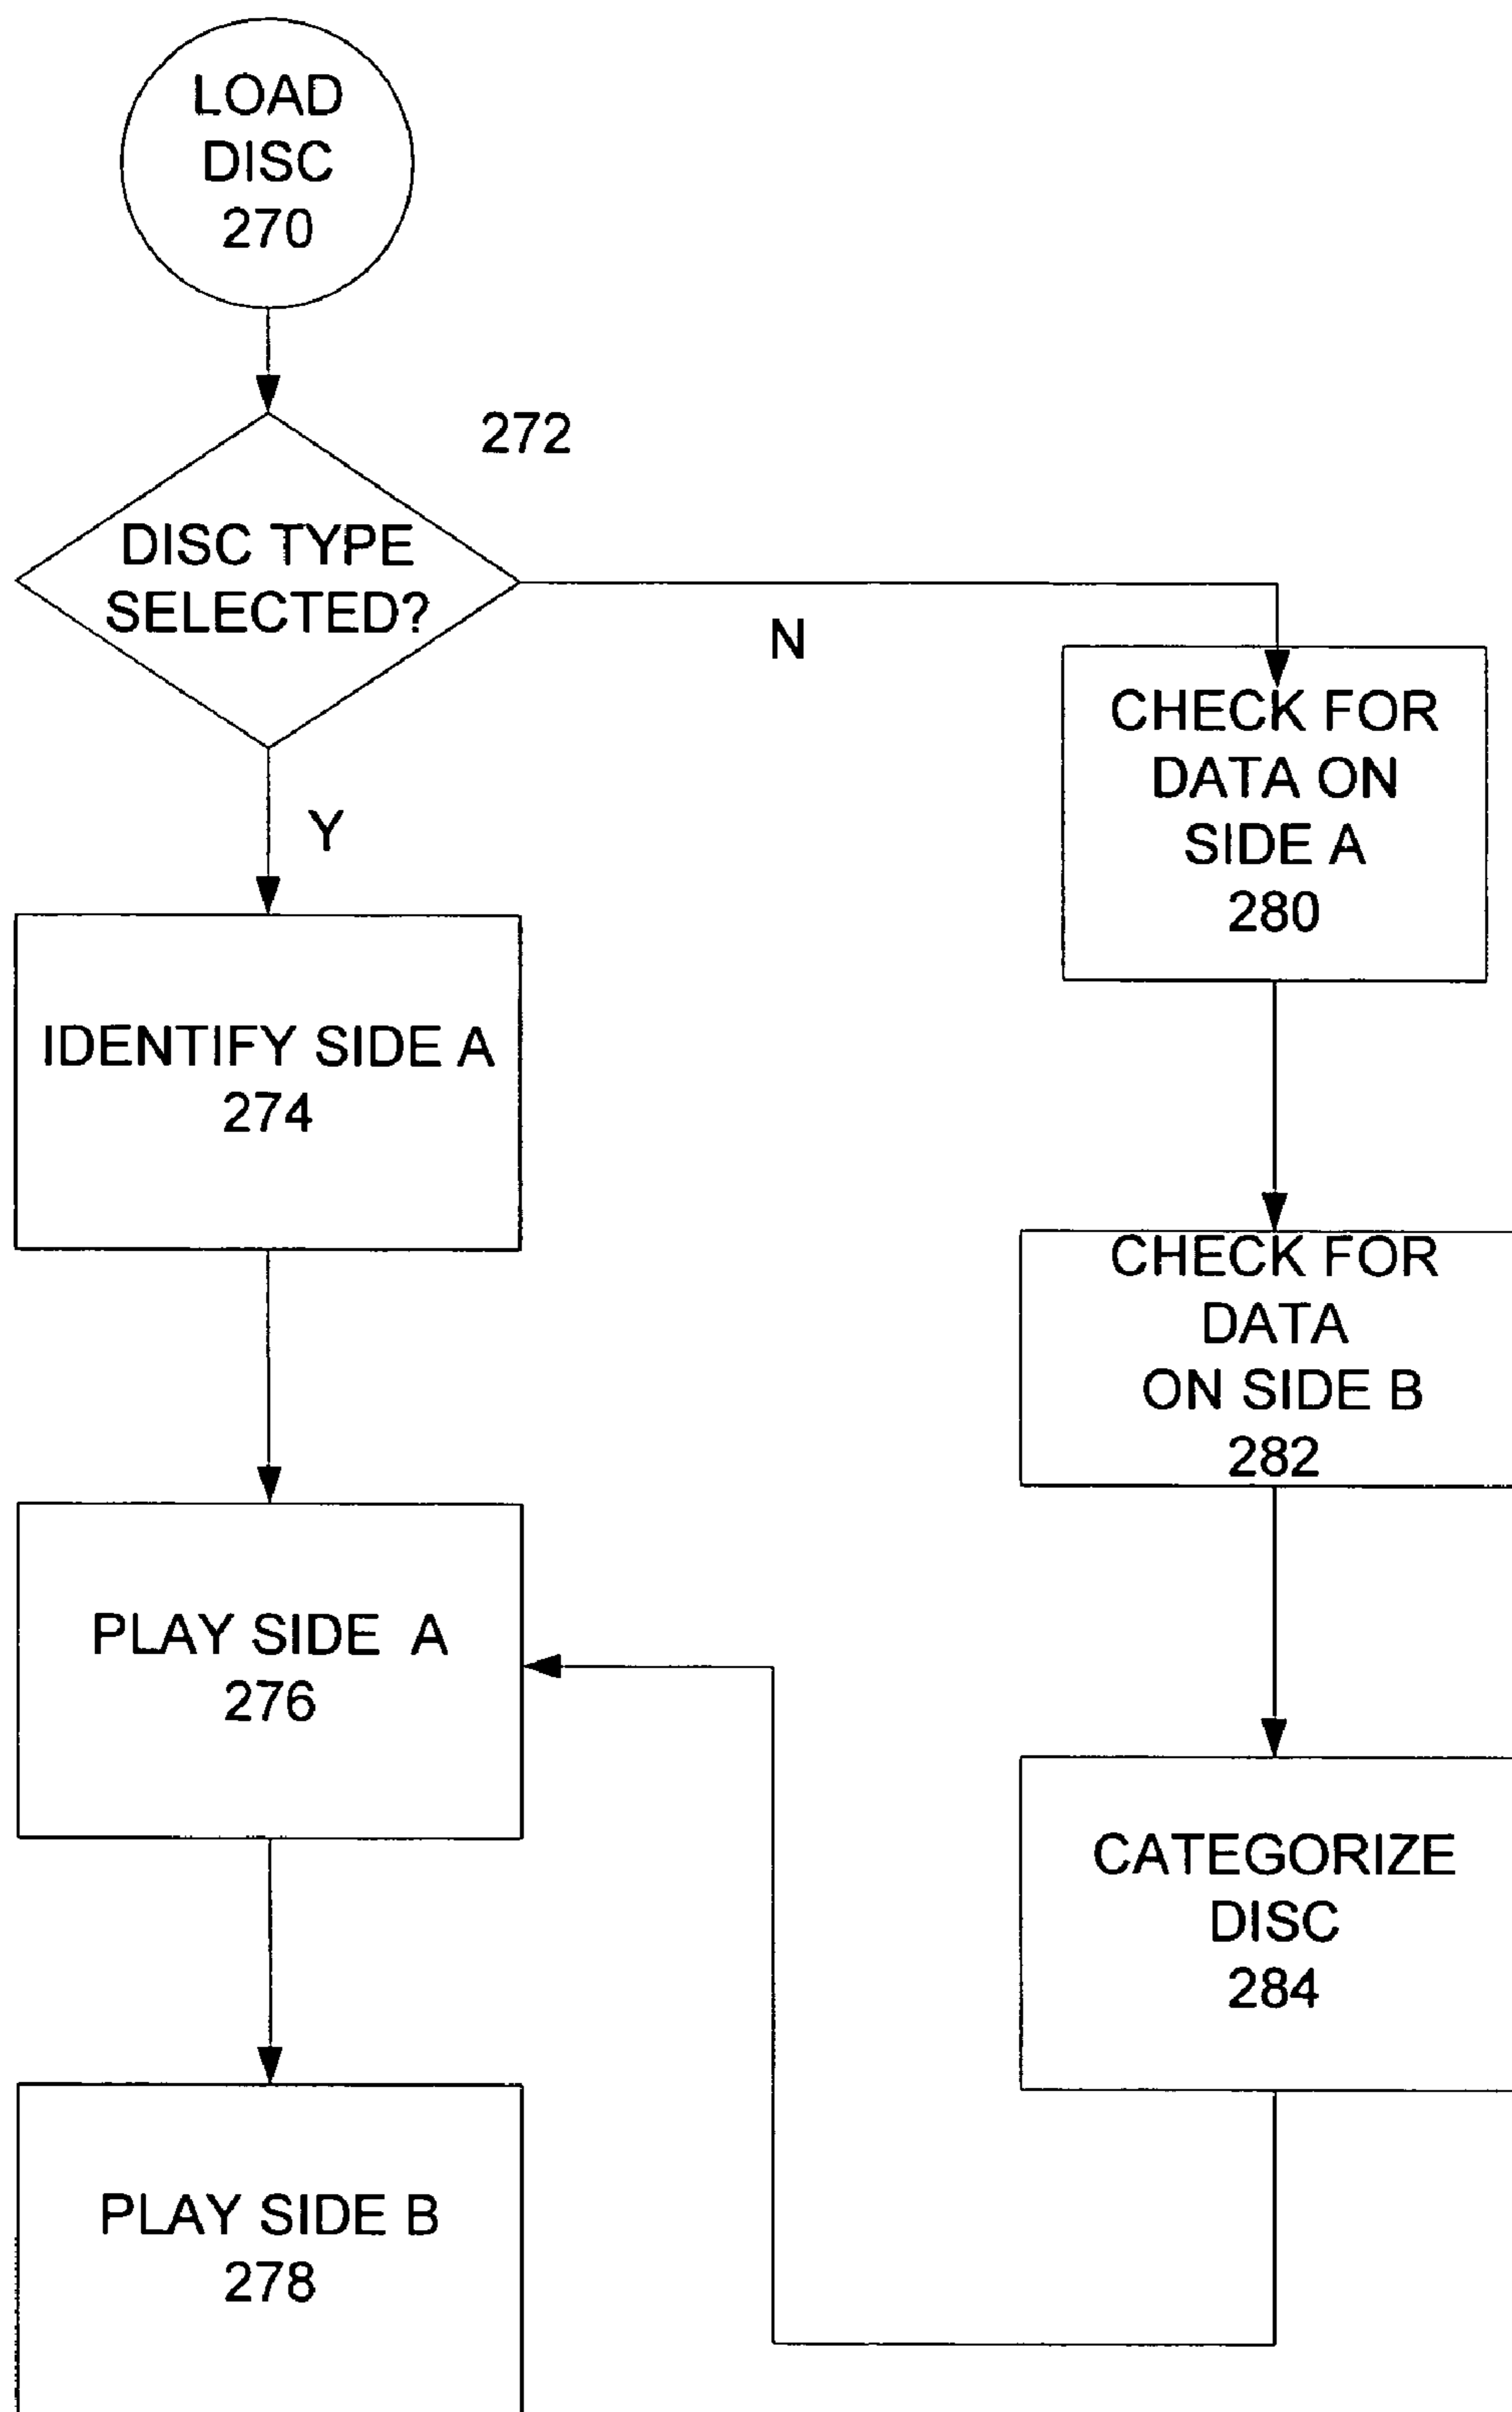 LOAD
DISC
270
272
DISC TYPE
SELECTED?
N
Y
IDENTIFY SIDE A
274
PLAY SIDE A
276
PLAY SIDE B
278
CHECK FOR
DATA ON
SIDE A
280
CHECK FOR
DATA
ON SIDE B
282
CATEGORIZE
DISC
284